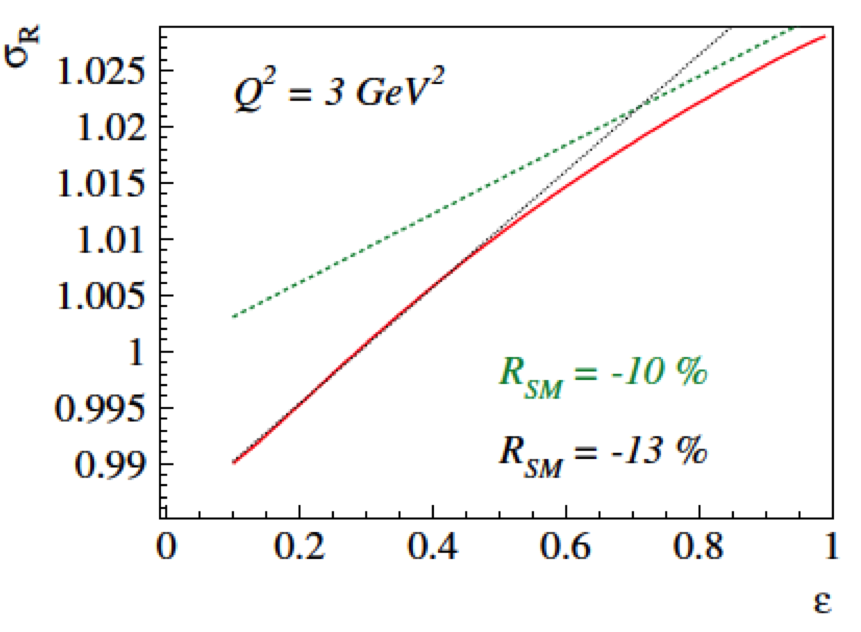 σR
Q2 = 3 GeV2
1.025
1.02
1.015
1.01
1.005
1
0.995
0.99
RSM = -10 %
RSM = -13 %
0 0.2 0.4 0.6 0.8 1
ε